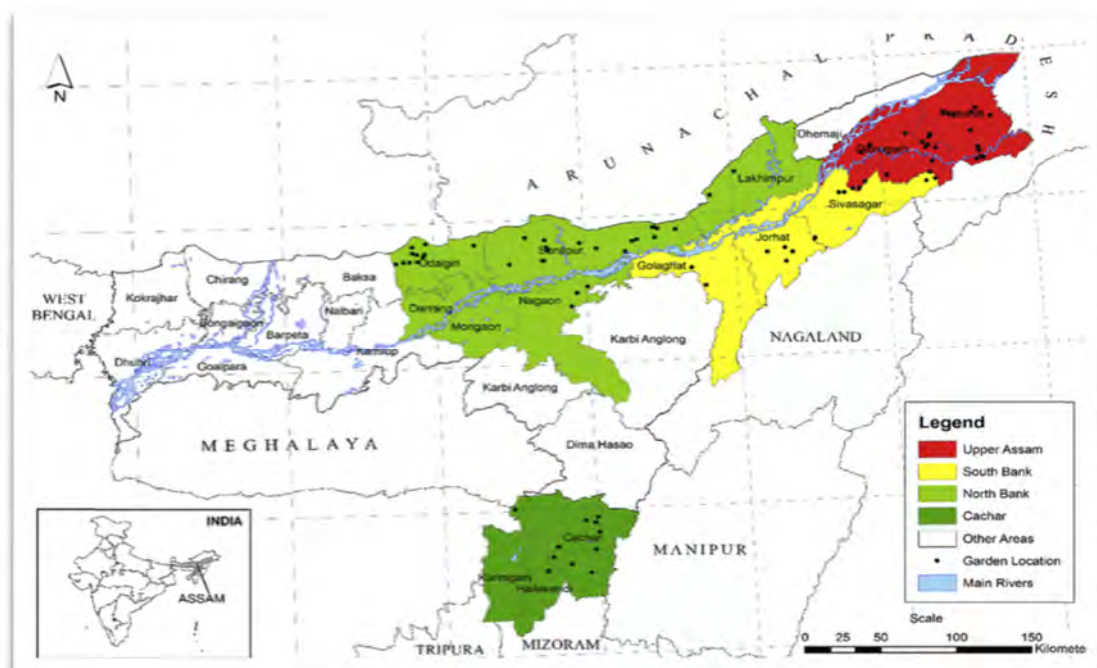 ARUNACHAL PRADESH
N
Dhemaji
Lakhimpur
Sivasagar
Jorhat
Golaghat
Sonitpur
Odalgiri
Darrang
Nagaon
Morigaon
Baksa
Chirang
Kokrajhar
WEST
BENGAL
Nalbari
Bongaigaon
Barpeta
Kamrup
Dhubri
Goalpara
Karbi Anglong
NAGALAND
Karbi Anglong
MEGHALAYA
Dima Hasao
Cachar
Karimganj
Hailakandi
MANIPUR
TRIPURA
MIZORAM
INDIA
ASSAM
Legend
Upper Assam
South Bank
North Bank
Cachar
Other Areas
Garden Location
Main Rivers
Scale
0 25 50 100 150
Kilomete